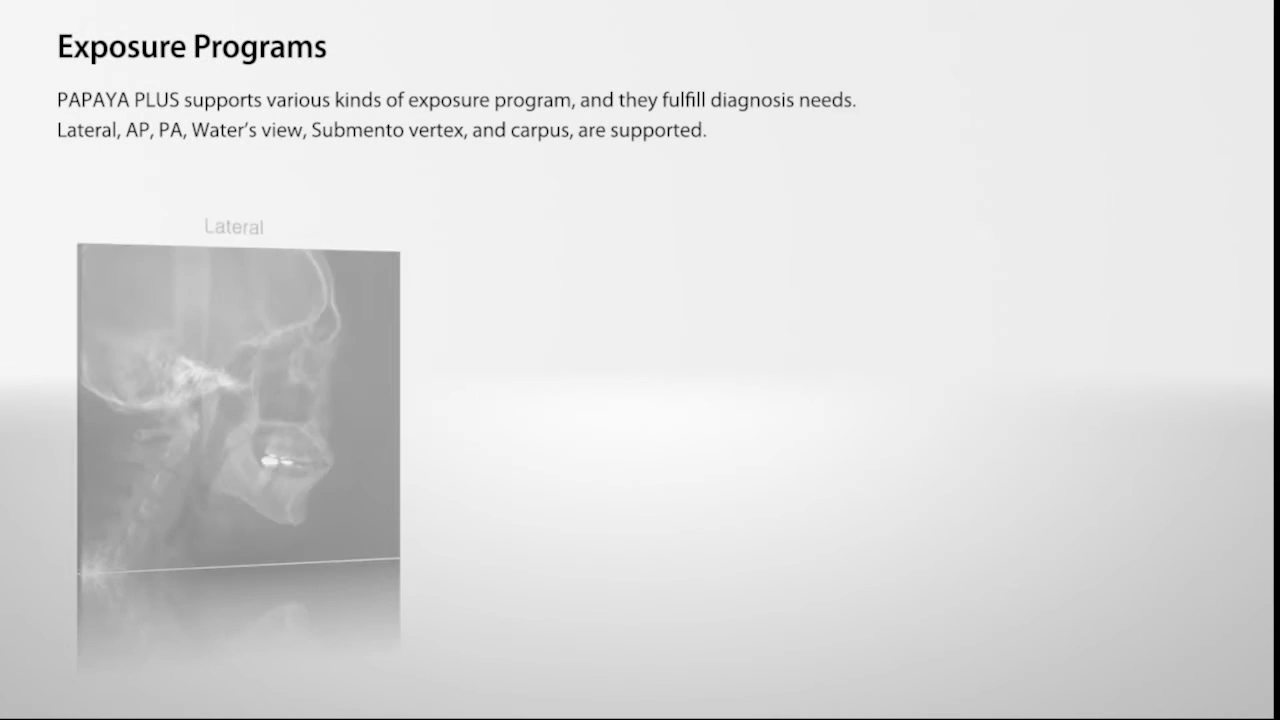 Exposure Programs
PAPAYA PLUS supports various kinds of exposure program, and they fulfill diagnosis needs.
Lateral, AP, PA, Water’s view, Submento vertex, and carpus, are supported.
Lateral